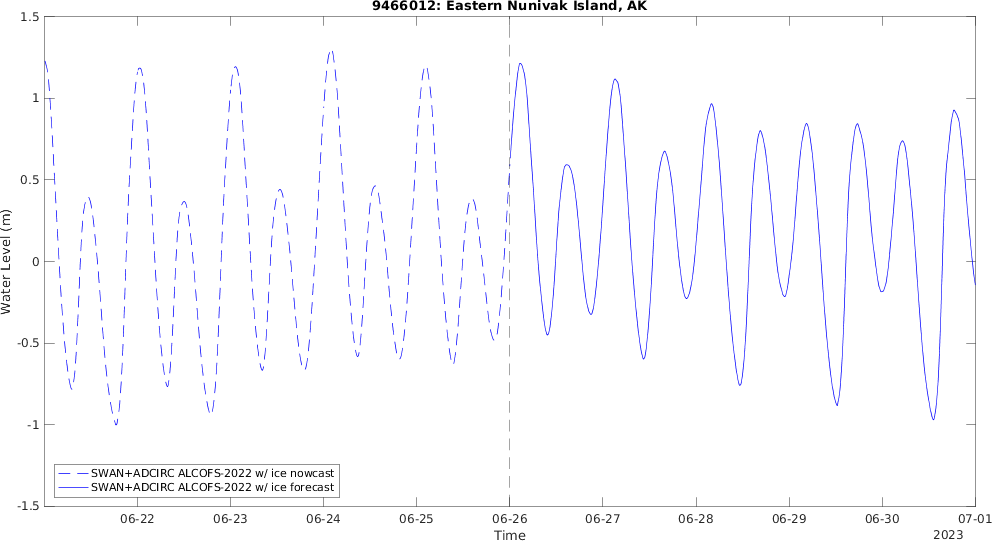 9466012: Eastern Nunivak Island, AK
1.5
1
0.5
0
-0.5
-1
-1.5
Water Level (m)
SWAN+ADCIRC ALCOFS-2022 w/ ice nowcast
SWAN+ADCIRC ALCOFS-2022 w/ ice forecast
06-22 06-23 06-24 06-25 06-26 06-27 06-28 06-29 06-30 07-01
Time
2023